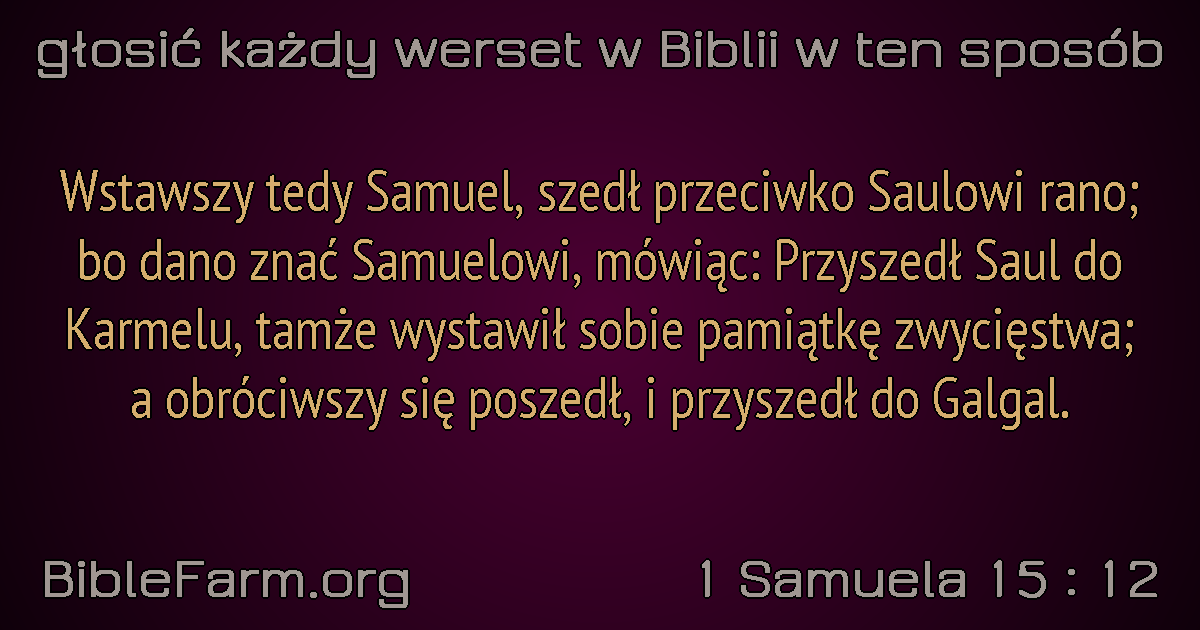 głosić każdy werset w Biblii w ten sposób
Wstawszy tedy Samuel, szedł przeciwko Saulowi rano;
bo dano znać Samuelowi, mówiąc: Przyszedł Saul do
Karmelu, tamże wystawił sobie pamiątkę zwycięstwa;
a obróciwszy się poszedł, i przyszedł do Galgal.
BibleFarm.org
1 Samuela 15 : 12